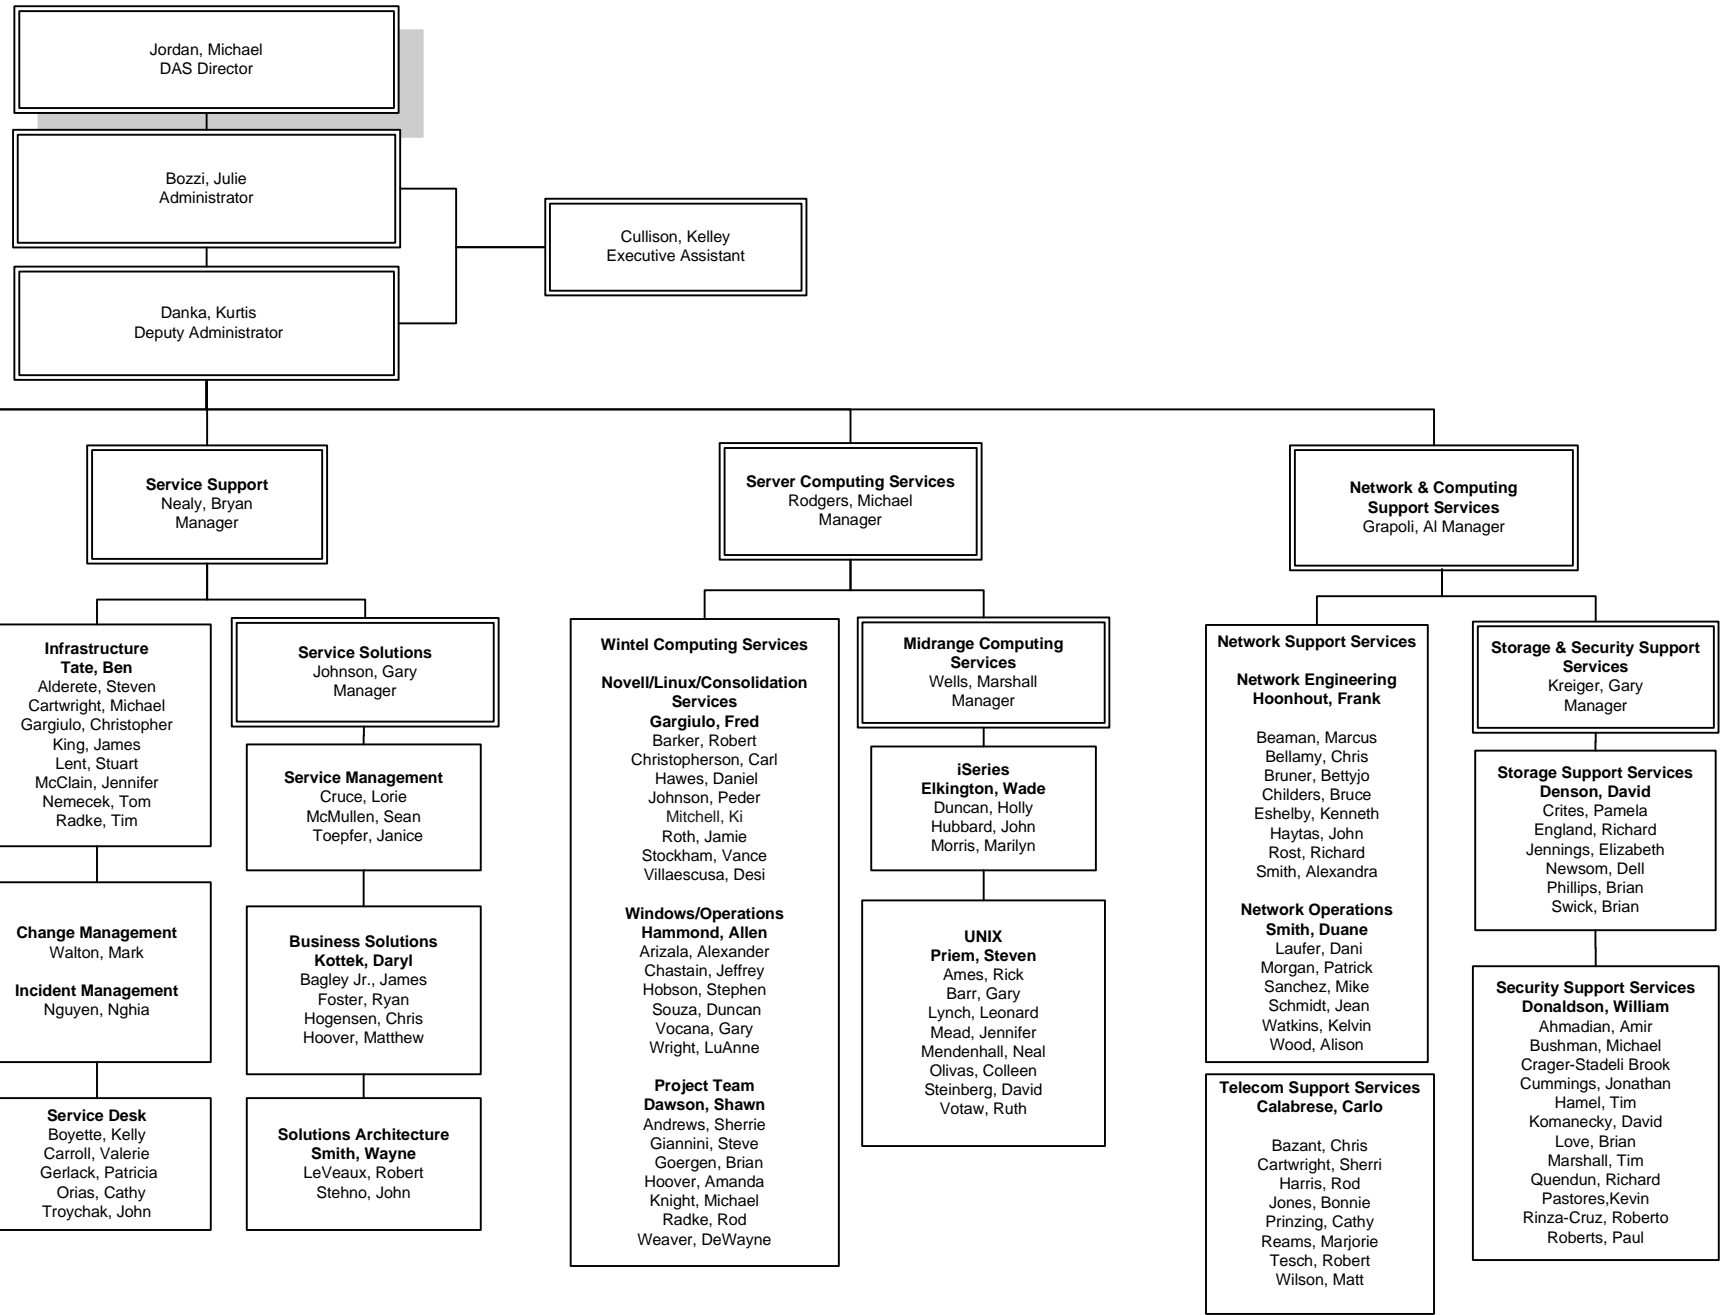 Jordan, Michael
DAS Director
Bozzi, Julie
Administrator
Cullison, Kelley
Executive Assistant
Danka, Kurtis
Deputy Administrator
Service Support
Nealy, Bryan
Manager
Infrastructure
Tate, Ben
Alderete, Steven
Cartwright, Michael
Gargiulo, Christopher
King, James
Lent, Stuart
McClain, Jennifer
Nemecek, Tom
Radke, Tim
Change Management
Walton, Mark
Incident Management
Nguyen, Nghia
Service Desk
Boyette, Kelly
Carroll, Valerie
Gerlack, Patricia
Orias, Cathy
Troychak, John
Service Solutions
Johnson, Gary
Manager
Service Management
Cruce, Lorie
McMullen, Sean
Toepfer, Janice
Business Solutions
Kottek, Daryl
Bagley Jr., James
Foster, Ryan
Hogensen, Chris
Hoover, Matthew
Solutions Architecture
Smith, Wayne
LeVeaux, Robert
Stehno, John
Server Computing Services
Rodgers, Michael
Manager
Wintel Computing Services
Novell/Linux/Consolidation
Services
Gargiulo, Fred
Barker, Robert
Christopherson, Carl
Hawes, Daniel
Johnson, Peder
Mitchell, Ki
Roth, Jamie
Stockham, Vance
Villaescusa, Desi
Windows/Operations
Hammond, Allen
Arizala, Alexander
Chastain, Jeffrey
Hobson, Stephen
Souza, Duncan
Vocana, Gary
Wright, LuAnne
Project Team
Dawson, Shawn
Andrews, Sherrie
Giannini, Steve
Goergen, Brian
Hoover, Amanda
Knight, Michael
Radke, Rod
Weaver, DeWayne
Midrange Computing
Services
Wells, Marshall
Manager
iSeries
Elkington, Wade
Duncan, Holly
Hubbard, John
Morris, Marilyn
UNIX
Priem, Steven
Ames, Rick
Barr, Gary
Lynch, Leonard
Mead, Jennifer
Mendenhall, Neal
Olivas, Colleen
Steinberg, David
Votaw, Ruth
Network & Computing
Support Services
Grapoli, Al Manager
Network Support Services
Network Engineering
Hoonhout, Frank
Beaman, Marcus
Bellamy, Chris
Bruner, Bettyjo
Childers, Bruce
Eshelby, Kenneth
Haytas, John
Rost, Richard
Smith, Alexandra
Network Operations
Smith, Duane
Laufer, Dani
Morgan, Patrick
Sanchez, Mike
Schmidt, Jean
Watkins, Kelvin
Wood, Alison
Telecom Support Services
Calabrese, Carlo
Bazant, Chris
Cartwright, Sherri
Harris, Rod
Jones, Bonnie
Prinzing, Cathy
Reams, Marjorie
Tesch, Robert
Wilson, Matt
Storage & Security Support
Services
Kreiger, Gary
Manager
Storage Support Services
Denson, David
Crites, Pamela
England, Richard
Jennings, Elizabeth
Newsom, Dell
Phillips, Brian
Swick, Brian
Security Support Services
Donaldson, William
Ahmadian, Amir
Bushman, Michael
Crager-Stadeli Brook
Cummings, Jonathan
Hamel, Tim
Komanecky, David
Love, Brian
Marshall, Tim
Quendun, Richard
Pastores,Kevin
Rinza-Cruz, Roberto
Roberts, Paul